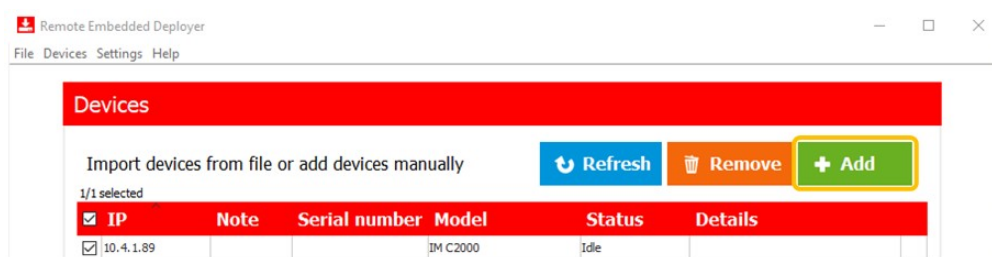 Remote Embedded Deployer
File Devices Settings Help
Devices
Import devices from file or add devices manually
Refresh Remove Add
1/1 selected
IP Note Serial number Model Status Details
10.4.1.89 IM C2000 Idle